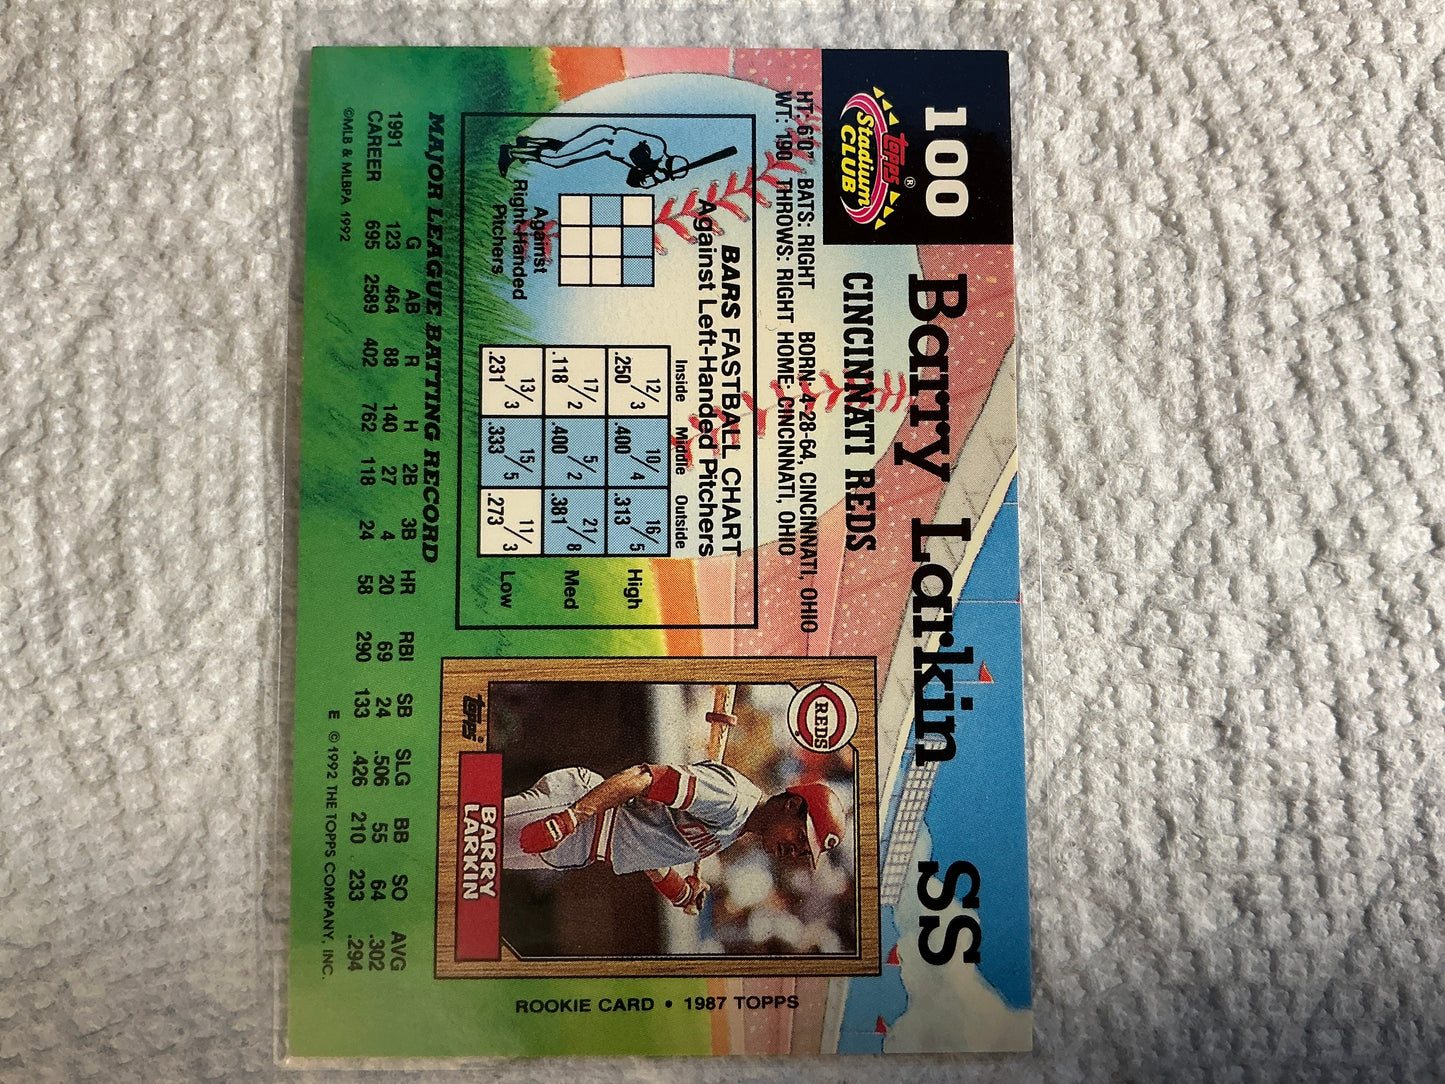 100
Topps®
Stadium
CLUB
Barry Larkin SS
CINCINNATI REDS
HT: 6'0" BATS: RIGHT BORN: 4-28-64, CINCINNATI, OHIO
WT: 190 THROWS: RIGHT HOME: CINCINNATI, OHIO
BARS FASTBALL CHART
Against Left-Handed Pitchers
Inside Middle Outside
12/3 .250 10/4 .400 16/5 .313 High
17/2 .118 5/2 .400 21/8 .381 Med
13/3 .231 15/5 .333 11/3 .273 Low
Against
Right-Handed
Pitchers
REDS
C
CINCINN
Topps
BARRY
LARKIN
ROOKIE CARD • 1987 TOPPS
MAJOR LEAGUE BATTING RECORD
G AB R H 2B 3B HR RBI SB SLG BB SO AVG
1991 123 464 88 140 27 4 20 69 24 .506 55 64 .302
CAREER 695 2589 402 762 118 24 58 290 133 .426 210 233 .294
©MLB & MLBPA 1992
E © 1992 THE TOPPS COMPANY, INC.